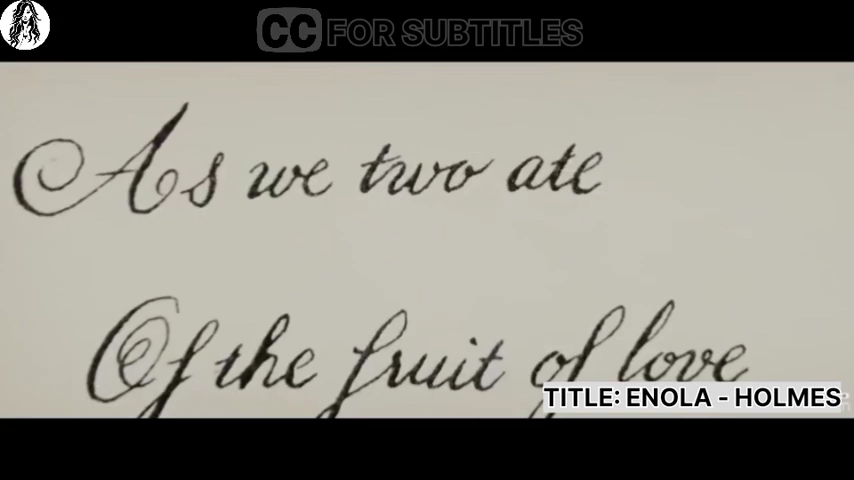 CC FOR SUBTITLES
As we two ate
Of the fruit of love
TITLE: ENOLA - HOLMES